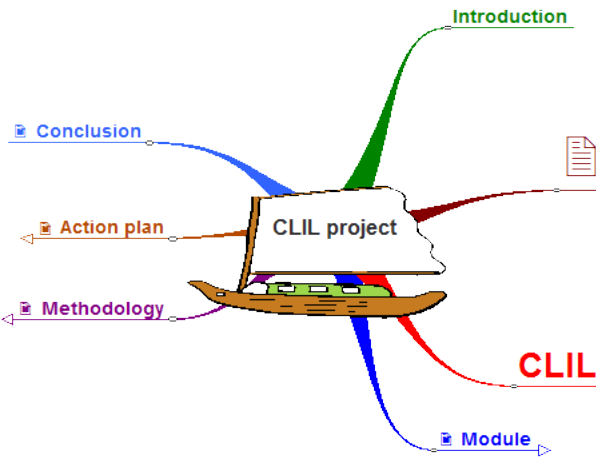 Introduction
Conclusion
Action plan
CLIL project
Methodology
CLIL
Module